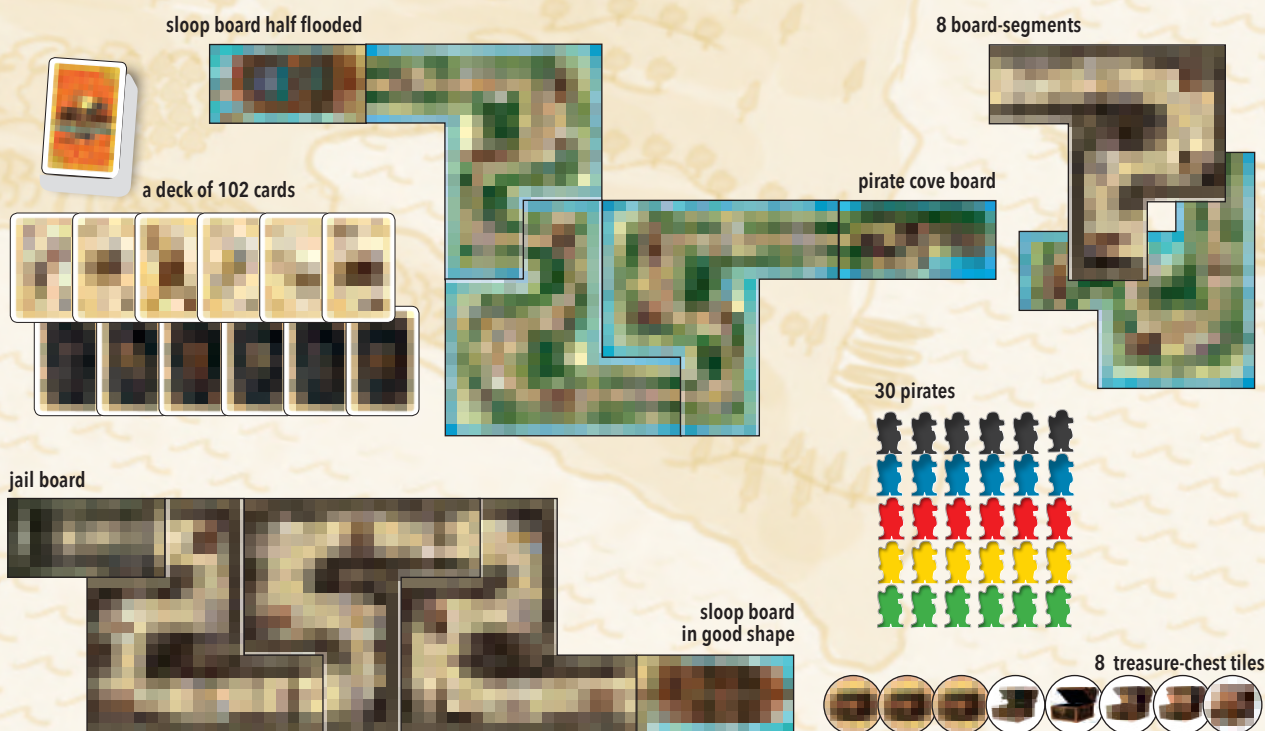 sloop board half flooded
8 board-segments
a deck of 102 cards
pirate cove board
30 pirates
jail board
sloop board
in good shape
8 treasure-chest tiles